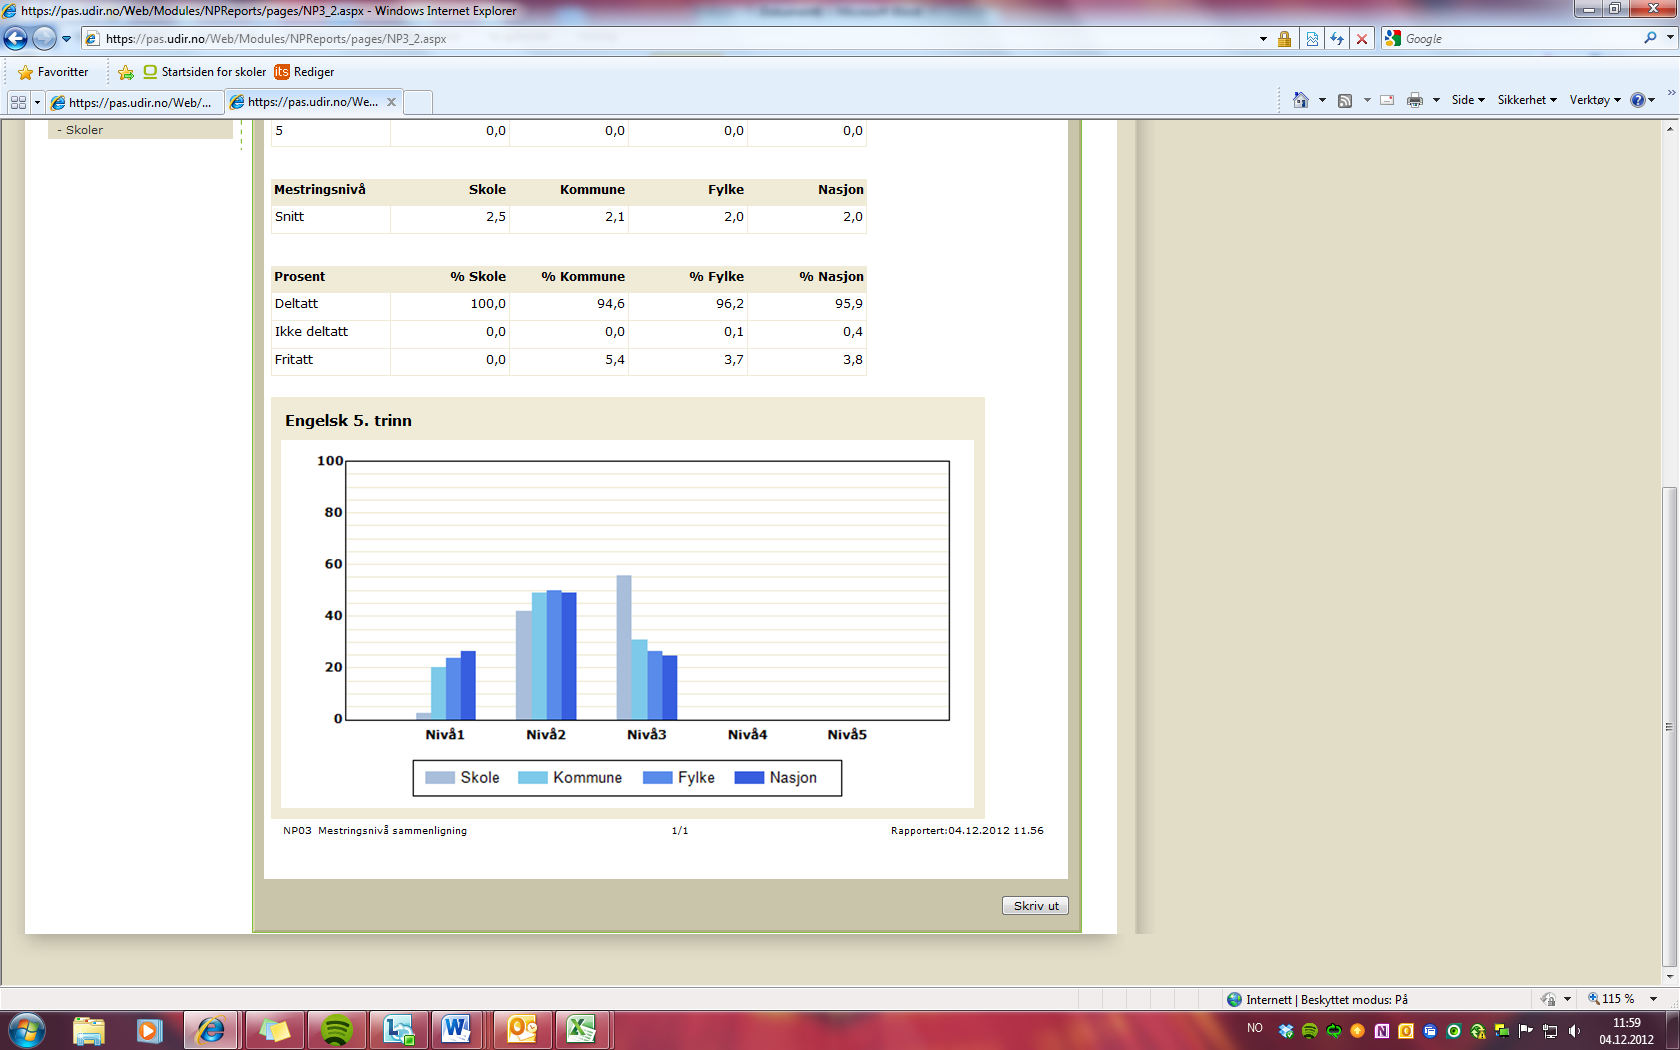 https://pas.udir.no/Web/Modules/NPReports/pages/NP3_2.aspx - Windows Internet Explorer
https://pas.udir.no/Web/Modules/NPReports/pages/NP3_2.aspx
Google
Favoritter Startsiden for skoler its Rediger
https://pas.udir.no/Web/... https://pas.udir.no/We... Side Sikkerhet Verktøy
- Skoler
5 0,0 0,0 0,0 0,0
Mestringsnivå Skole Kommune Fylke Nasjon
Snitt 2,5 2,1 2,0 2,0
Prosent % Skole % Kommune % Fylke % Nasjon
Deltatt 100,0 94,6 96,2 95,9
Ikke deltatt 0,0 0,0 0,1 0,4
Fritatt 0,0 5,4 3,7 3,8
Engelsk 5. trinn
100
80
60
40
20
0
Nivå1 Nivå2 Nivå3 Nivå4 Nivå5
Skole Kommune Fylke Nasjon
NP03 Mestringsnivå sammenligning 1/1 Rapportert:04.12.2012 11.56
Skriv ut
Internett | Beskyttet modus: På 115 %
NO 11:59
04.12.2012